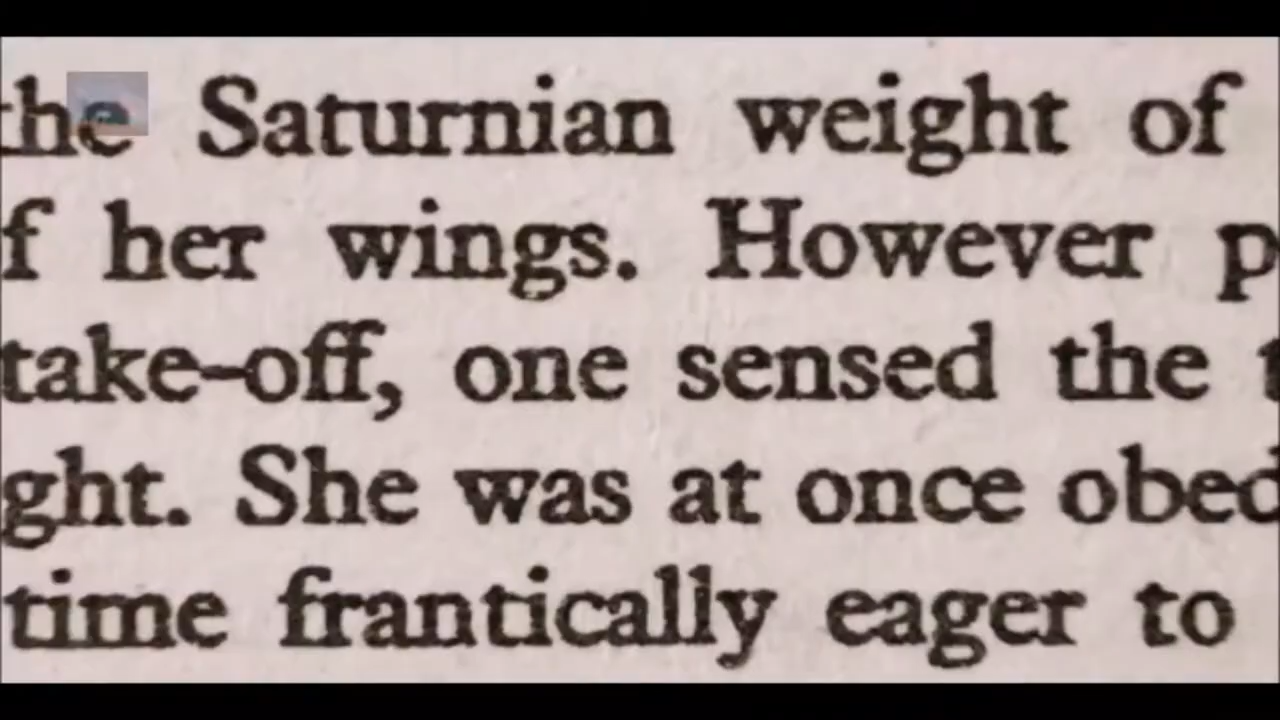 the Saturnian weight of
f her wings. However p
take-off, one sensed the t
ght. She was at once obed
time frantically eager to